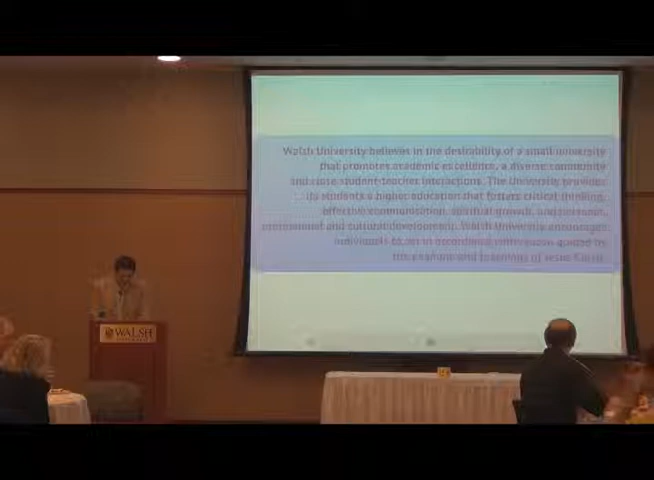 Walsh University believes in the desirability of a small university
that promotes academic excellence, a diverse community
and close student-teacher interactions. The University provides
its students a higher education that fosters critical thinking,
effective communication, spiritual growth, and personal,
professional and cultural development. Walsh University encourages
individuals to act in accordance with reason guided by
the example and teachings of Jesus Christ.
WALSH